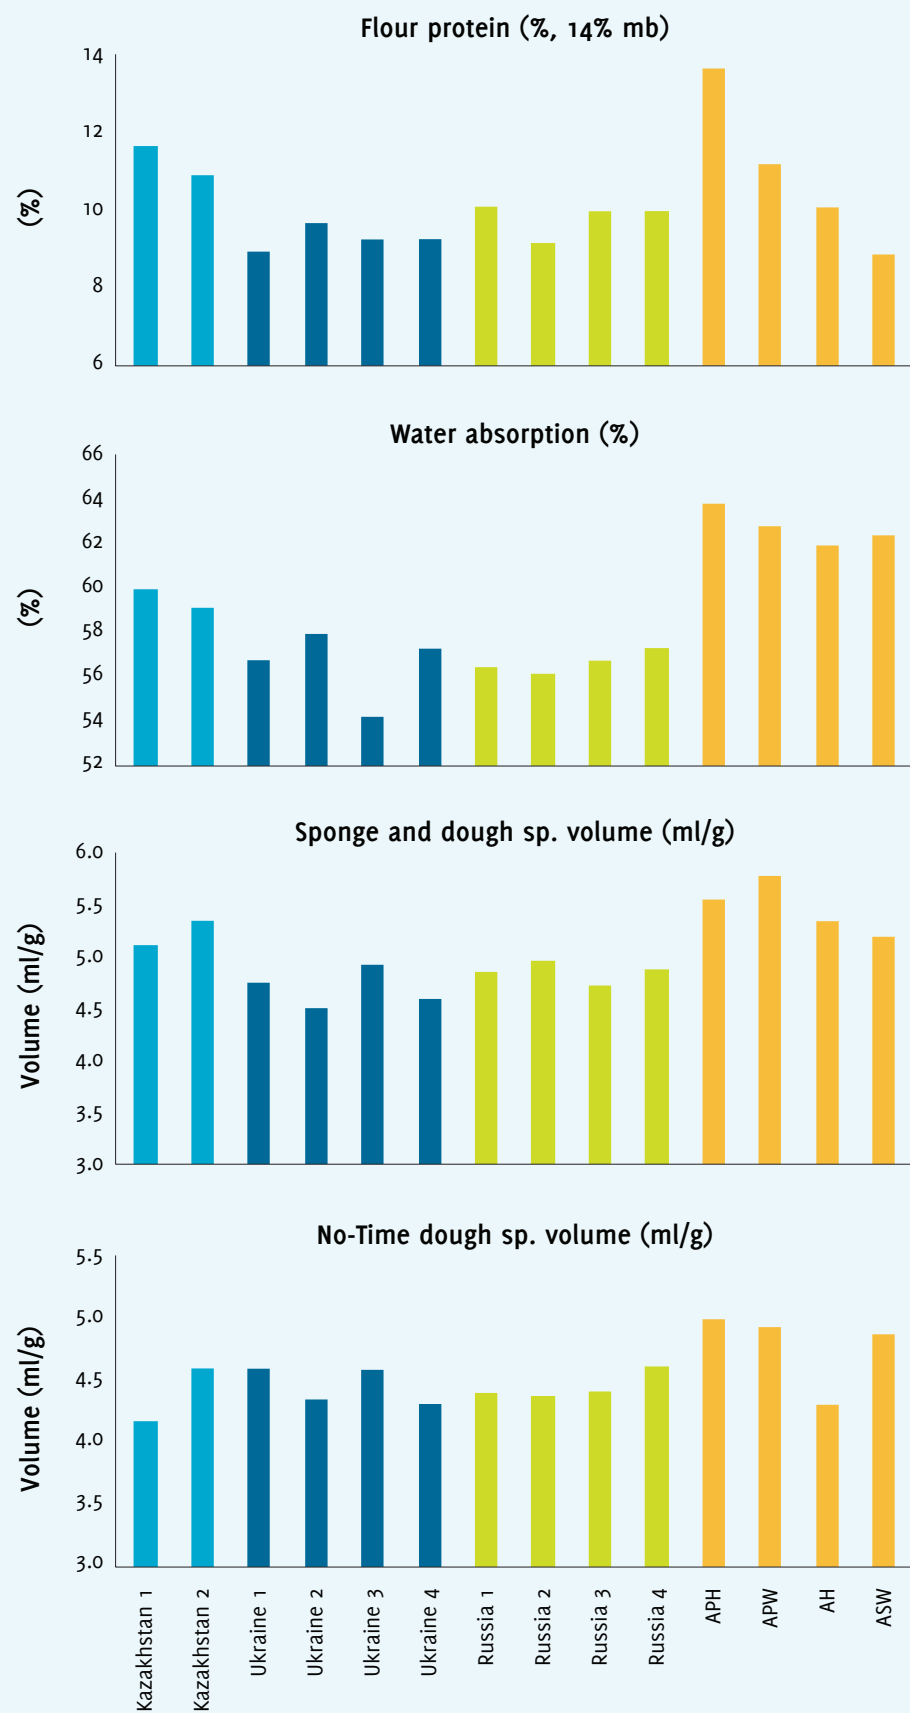 Flour protein (%, 14% mb)
14
12
10
8
6
(%)
Water absorption (%)
66
64
62
60
58
56
54
52
(%)
Sponge and dough sp. volume (ml/g)
6.0
5.5
5.0
4.5
4.0
3.5
3.0
Volume (ml/g)
No-Time dough sp. volume (ml/g)
5.5
5.0
4.5
4.0
3.5
3.0
Volume (ml/g)
Kazakhstan 1
Kazakhstan 2
Ukraine 1
Ukraine 2
Ukraine 3
Ukraine 4
Russia 1
Russia 2
Russia 3
Russia 4
APH
APW
AH
ASW